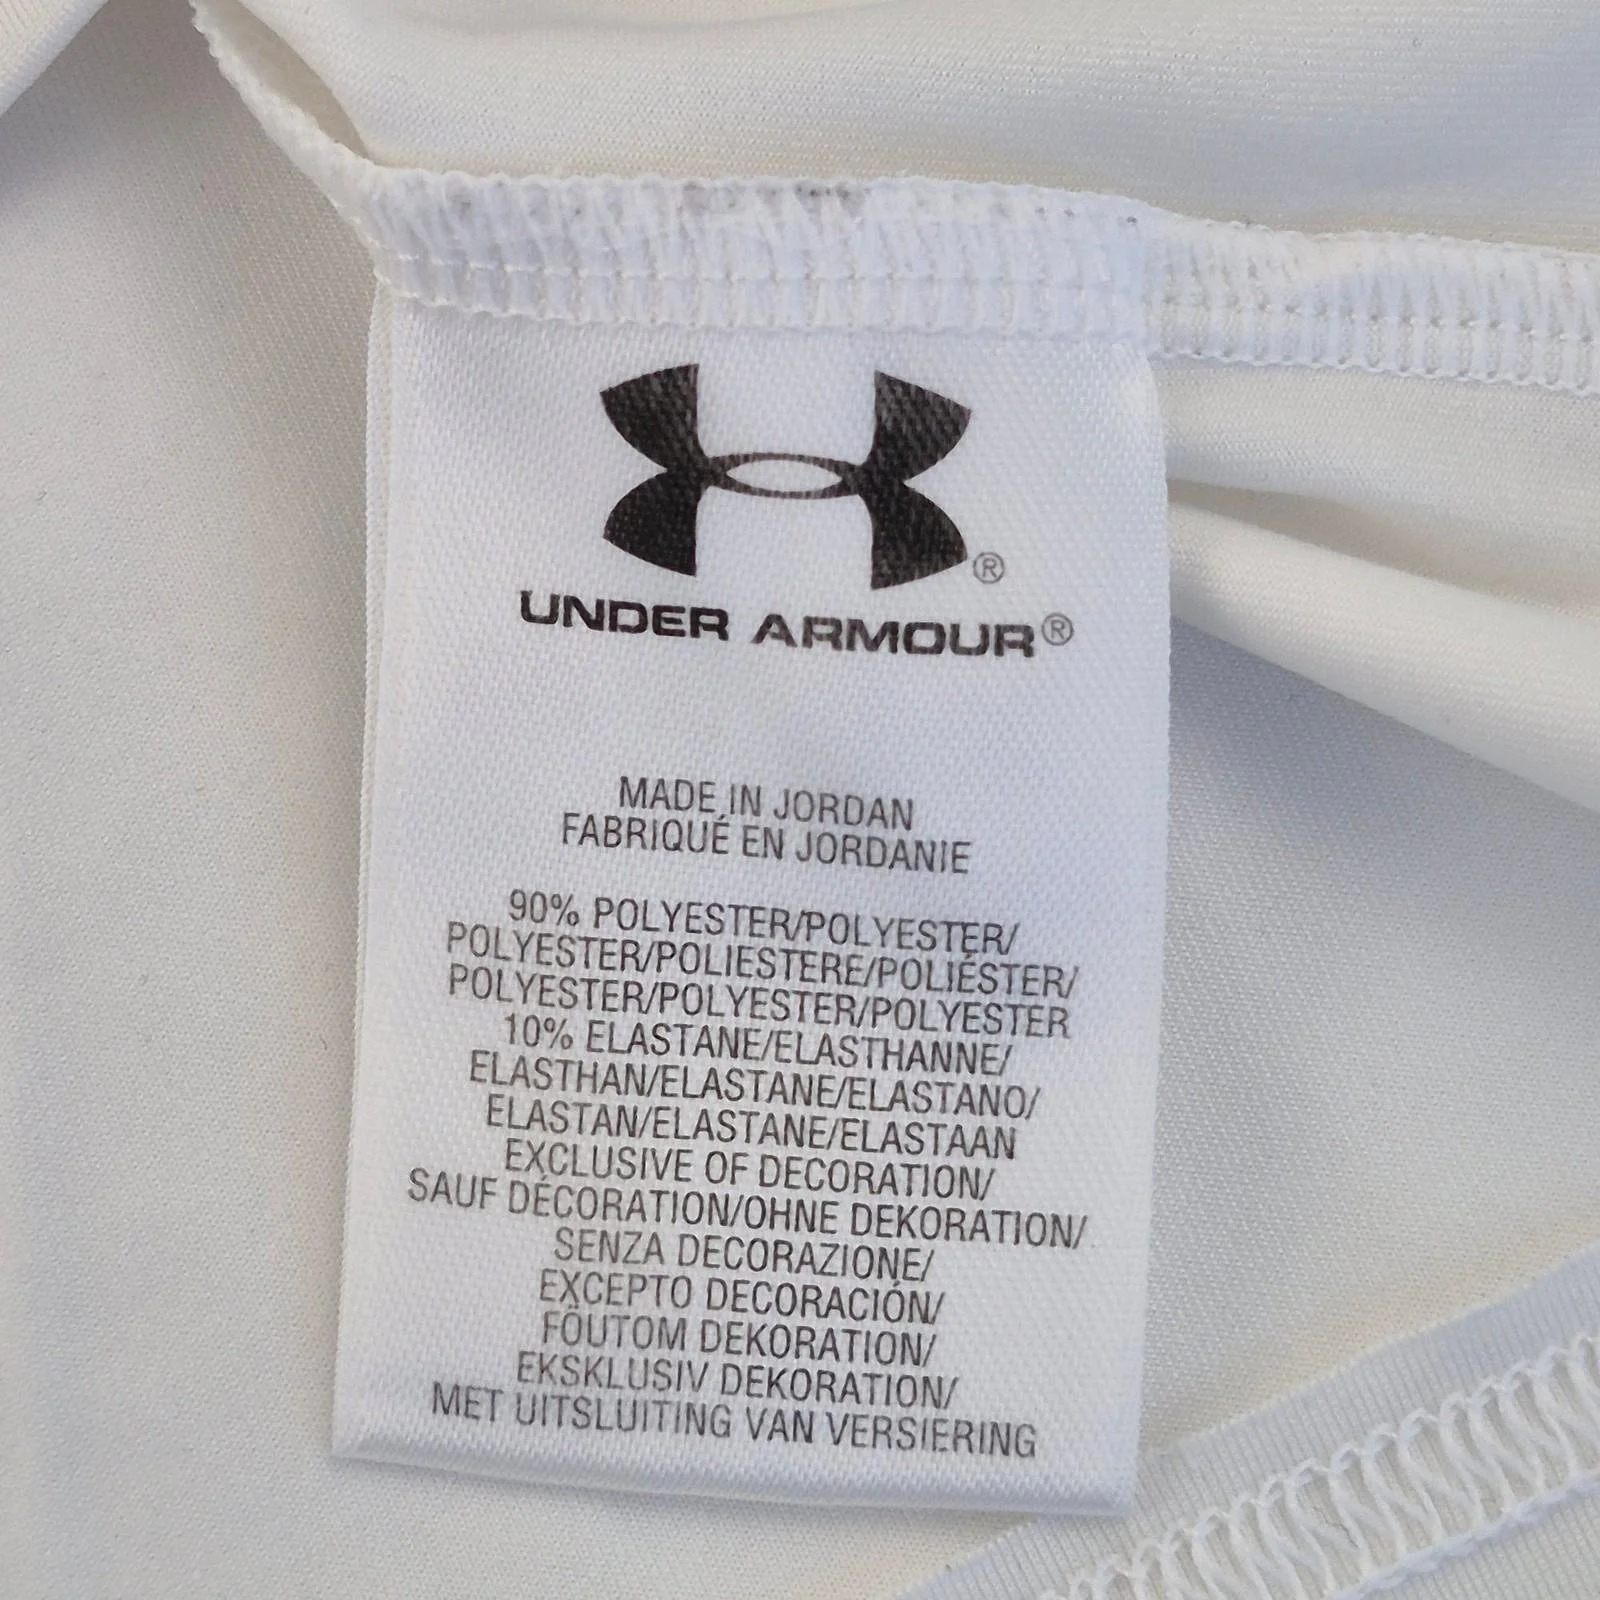 ®
UNDER ARMOUR®
MADE IN JORDAN
FABRIQUÉ EN JORDANIE
90% POLYESTER/POLYESTER/
POLYESTER/POLIESTERE/POLIÉSTER/
POLYESTER/POLYESTER/POLYESTER
10% ELASTANE/ELASTHANNE/
ELASTHAN/ELASTANE/ELASTANO/
ELASTAN/ELASTANE/ELASTAAN
EXCLUSIVE OF DECORATION/
SAUF DÉCORATION/OHNE DEKORATION/
SENZA DECORAZIONE/
EXCEPTO DECORACIÓN/
FÖUTOM DEKORATION/
EKSKLUSIV DEKORATION/
MET UITSLUITING VAN VERSIERING